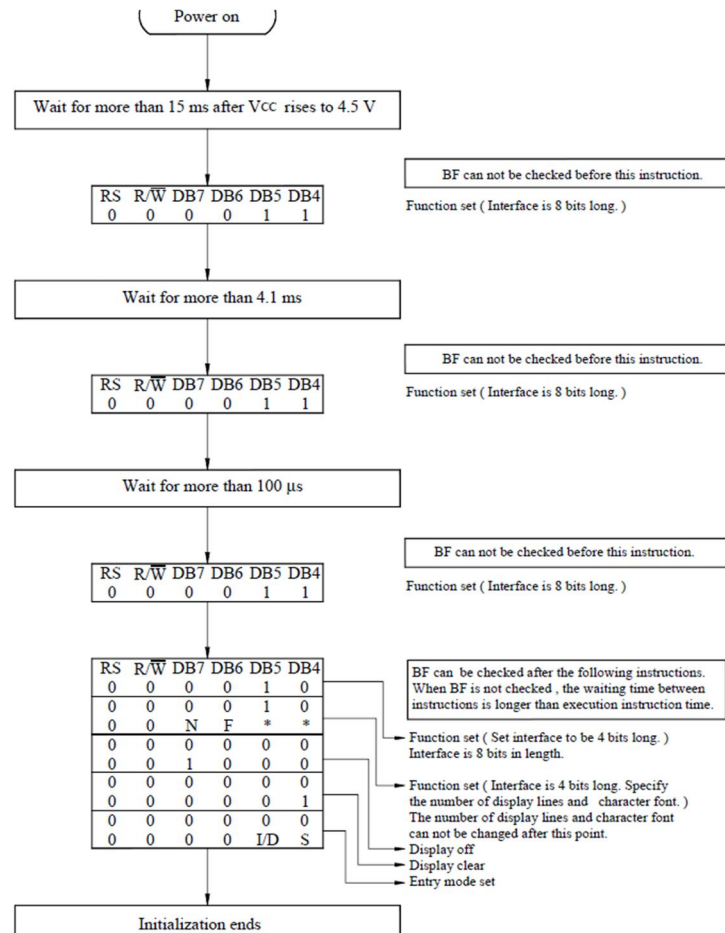 Power on
Wait for more than 15 ms after VCC rises to 4.5 V
BF can not be checked before this instruction.
RS R/W̅ DB7 DB6 DB5 DB4
0 0 0 0 1 1
Function set ( Interface is 8 bits long. )
Wait for more than 4.1 ms
BF can not be checked before this instruction.
RS R/W̅ DB7 DB6 DB5 DB4
0 0 0 0 1 1
Function set ( Interface is 8 bits long. )
Wait for more than 100 µs
BF can not be checked before this instruction.
RS R/W̅ DB7 DB6 DB5 DB4
0 0 0 0 1 1
Function set ( Interface is 8 bits long. )
RS R/W̅ DB7 DB6 DB5 DB4
0 0 0 0 1 0
0 0 0 0 1 0
0 0 N F * *
0 0 0 0 0 0
0 0 1 0 0 0
0 0 0 0 0 0
0 0 0 0 0 1
0 0 0 0 0 0
0 0 0 0 I/D S
BF can be checked after the following instructions.
When BF is not checked , the waiting time between
instructions is longer than execution instruction time.
Function set ( Set interface to be 4 bits long. )
Interface is 8 bits in length.
Function set ( Interface is 4 bits long. Specify
the number of display lines and character font. )
The number of display lines and character font
can not be changed after this point.
Display off
Display clear
Entry mode set
Initialization ends